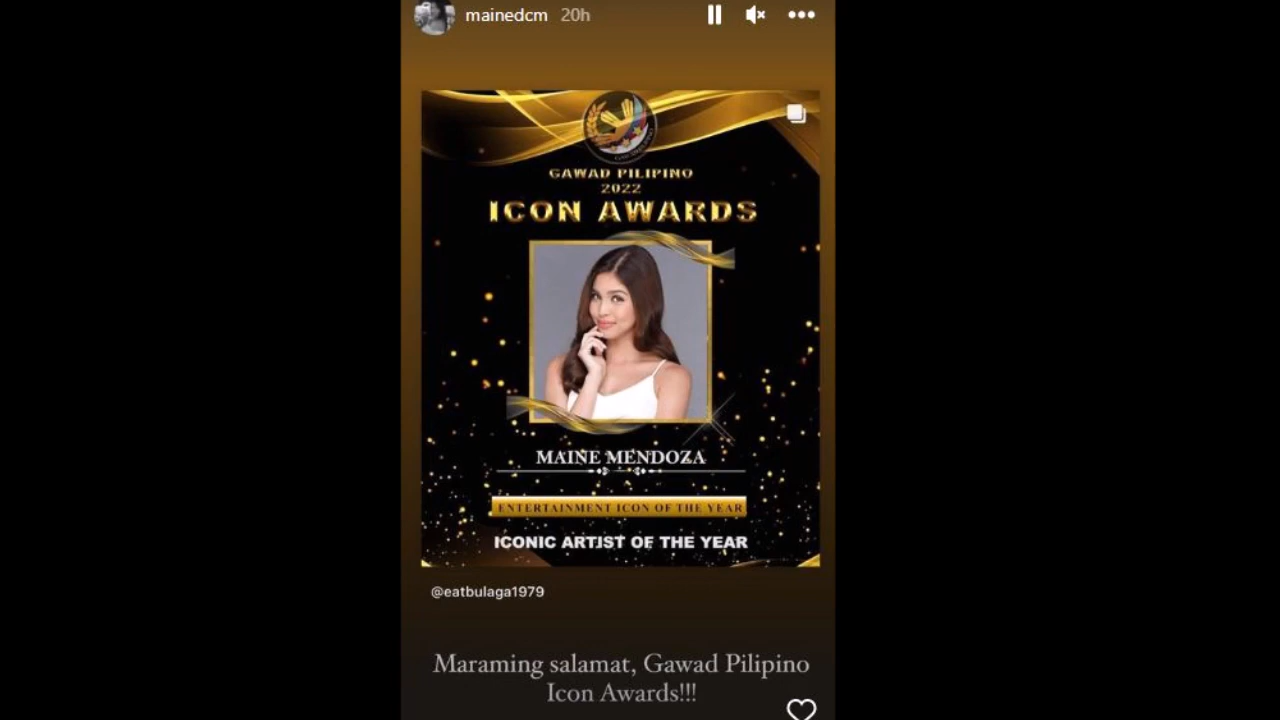 mainedcm 20h
GAWAD PILIPINO
2022
ICON AWARDS
MAINE MENDOZA
ENTERTAINMENT ICON OF THE YEAR
ICONIC ARTIST OF THE YEAR
@eatbulaga1979
Maraming salamat, Gawad Pilipino
Icon Awards!!!